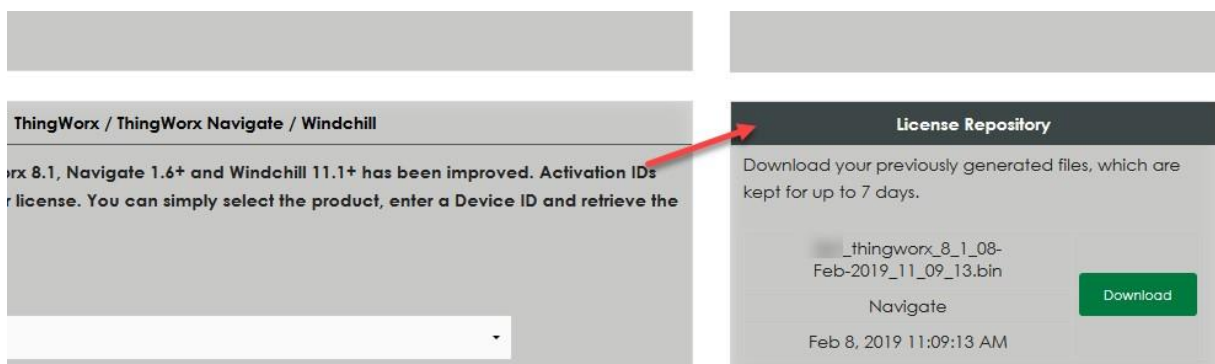 ThingWorx / ThingWorx Navigate / Windchill
rx 8.1, Navigate 1.6+ and Windchill 11.1+ has been improved. Activation IDs
r license. You can simply select the product, enter a Device ID and retrieve the
License Repository
Download your previously generated files, which are
kept for up to 7 days.
_thingworx_8_1_08-
Feb-2019_11_09_13.bin
Navigate
Feb 8, 2019 11:09:13 AM
Download